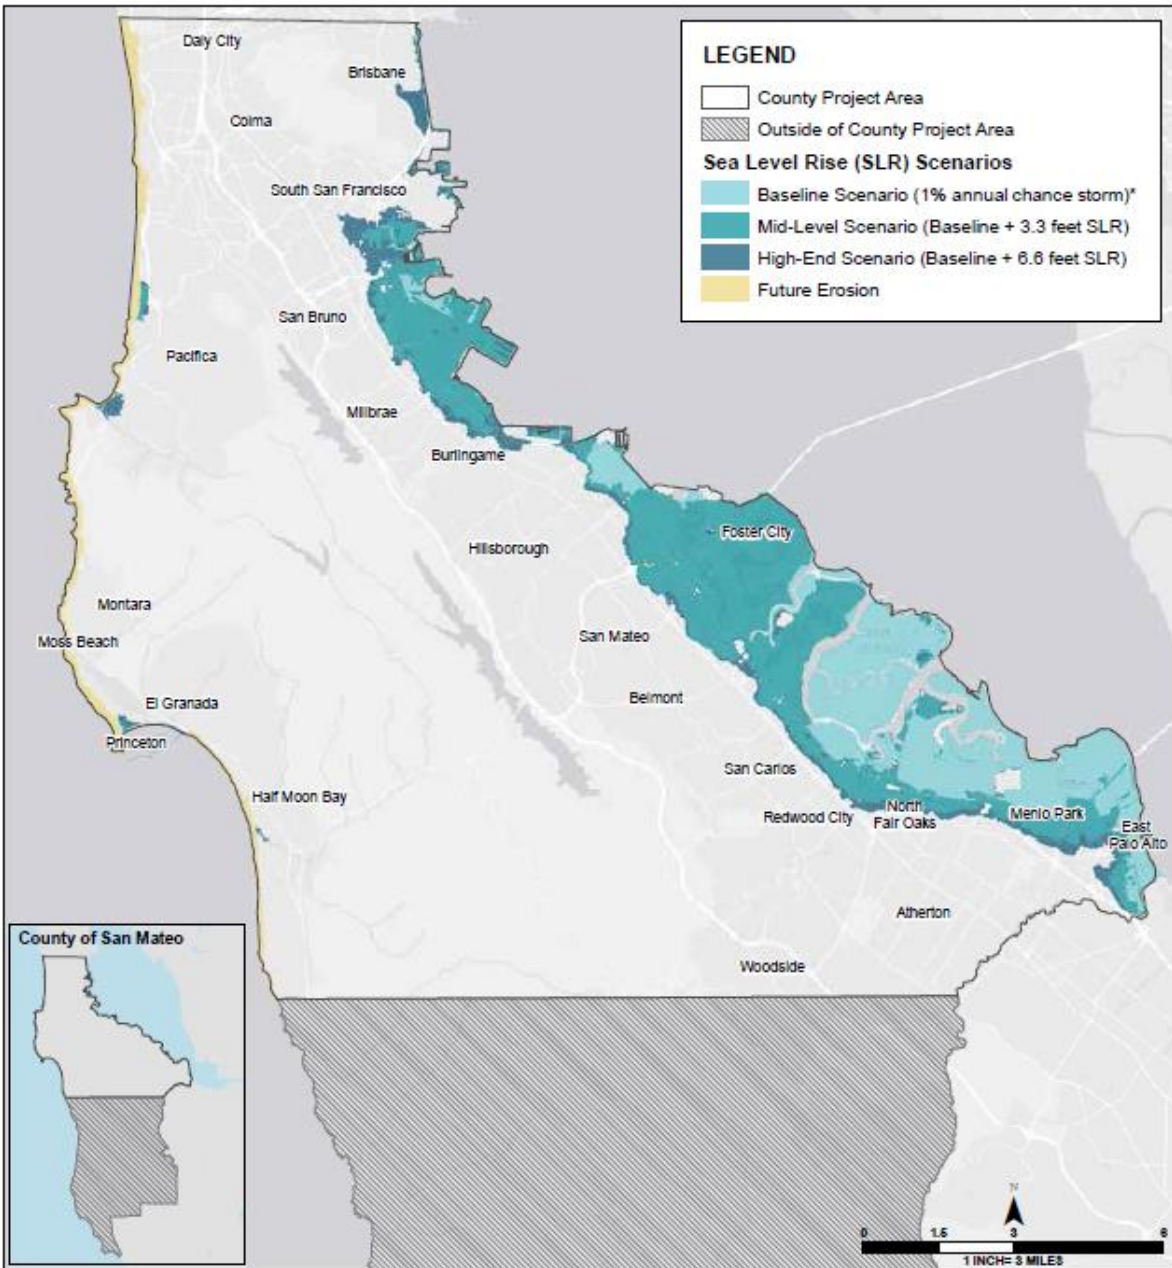 Daly City
Brisbane
Colma
South San Francisco
San Bruno
Pacifica
Millbrae
Burlingame
Foster City
Hillsborough
Montara
San Mateo
Moss Beach
Belmont
El Granada
Princeton
San Carlos
Half Moon Bay
Redwood City
North
Fair Oaks
Menlo Park
East
Palo Alto
Atherton
Woodside
LEGEND
County Project Area
Outside of County Project Area
Sea Level Rise (SLR) Scenarios
Baseline Scenario (1% annual chance storm)*
Mid-Level Scenario (Baseline + 3.3 feet SLR)
High-End Scenario (Baseline + 6.6 feet SLR)
Future Erosion
County of San Mateo
N
0 1.5 3 6
1 INCH= 3 MILES